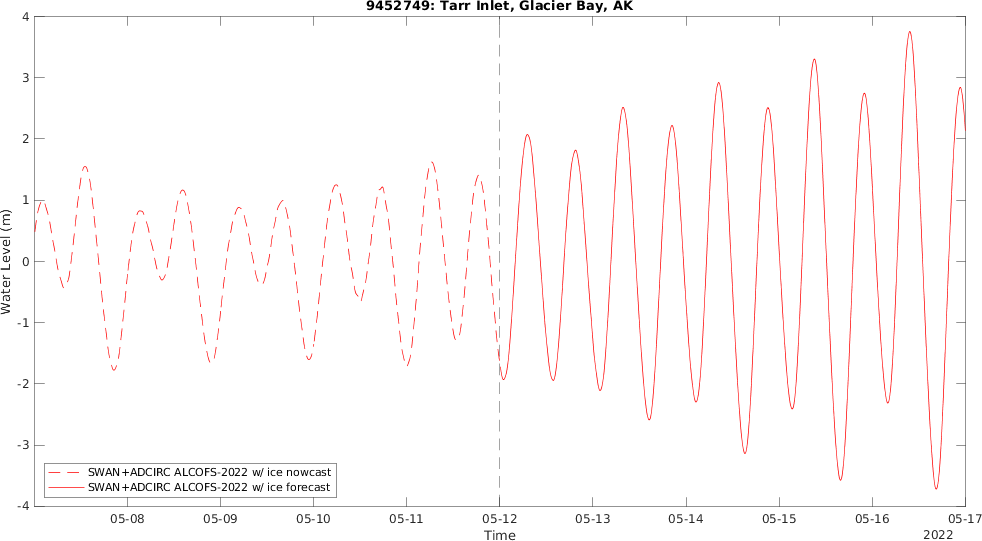 9452749: Tarr Inlet, Glacier Bay, AK
4
3
2
1
0
-1
-2
-3
-4
Water Level (m)
SWAN+ADCIRC ALCOFS-2022 w/ ice nowcast
SWAN+ADCIRC ALCOFS-2022 w/ ice forecast
05-08 05-09 05-10 05-11 05-12 05-13 05-14 05-15 05-16 05-17
Time
2022